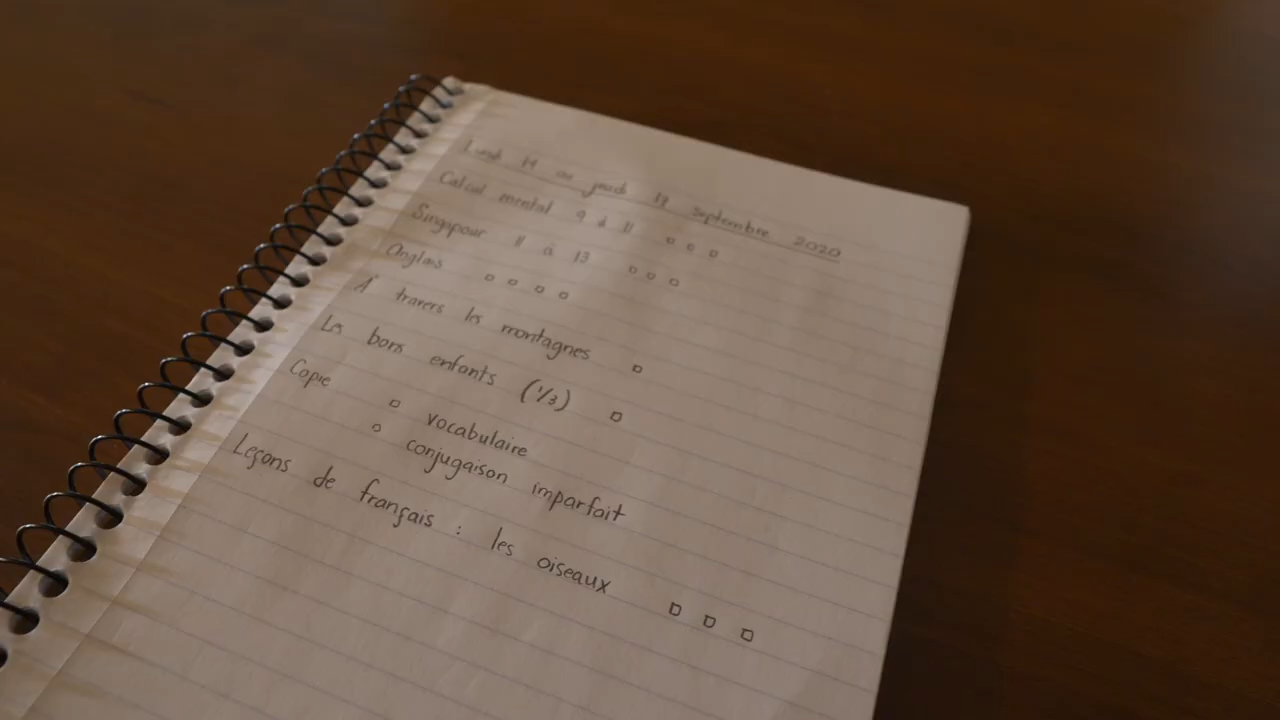 Lundi 14 au jeudi 17 septembre 2020
Calcul mental 9 à 11
Singapour 11 à 13
Anglais
À travers les montagnes
Les bons enfants (1/3)
Copie
vocabulaire
conjugaison imparfait
Leçons de français : les oiseaux